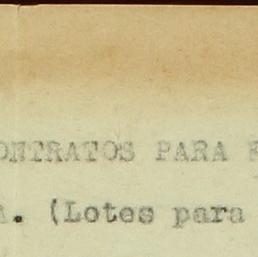 ONTRATOS PARA
. (Lotes para